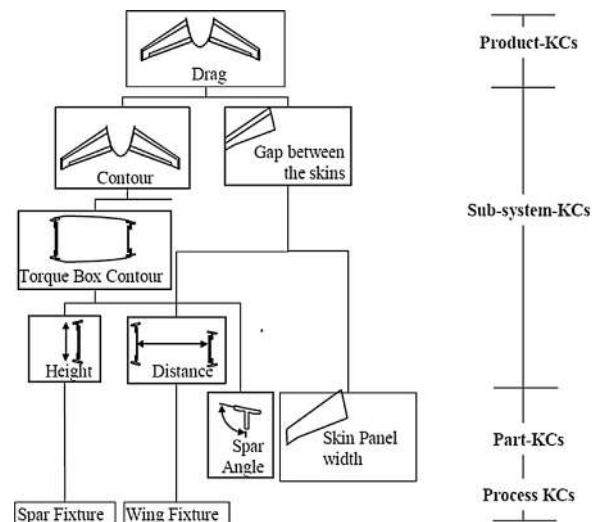 Drag
Product-KCs
Contour
Gap between
the skins
Sub-system-KCs
Torque Box Contour
Height
Distance
Spar
Angle
Skin Panel
width
Part-KCs
Process KCs
Spar Fixture
Wing Fixture